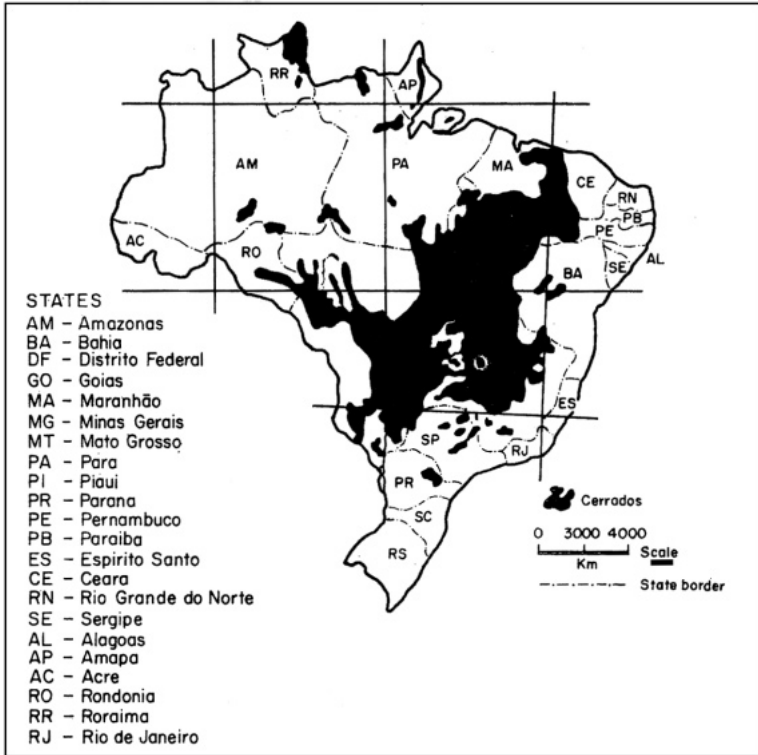 RR
AP
AM
PA
MA
CE
RN
PB
PE
AC
RO
BA
SE
AL
STATES
AM – Amazonas
BA – Bahia
DF – Distrito Federal
GO – Goias
MA – Maranhão
MG – Minas Gerais
MT – Mato Grosso
PA – Para
PI – Piaui
PR – Parana
PE – Pernambuco
PB – Paraiba
ES – Espirito Santo
CE – Ceara
RN – Rio Grande do Norte
SE – Sergipe
AL – Alagoas
AP – Amapa
AC – Acre
RO – Rondonia
RR – Roraima
RJ – Rio de Janeiro
ES
SP
RJ
PR
SC
RS
Cerrados
0 3000 4000 Scale
Km
State border